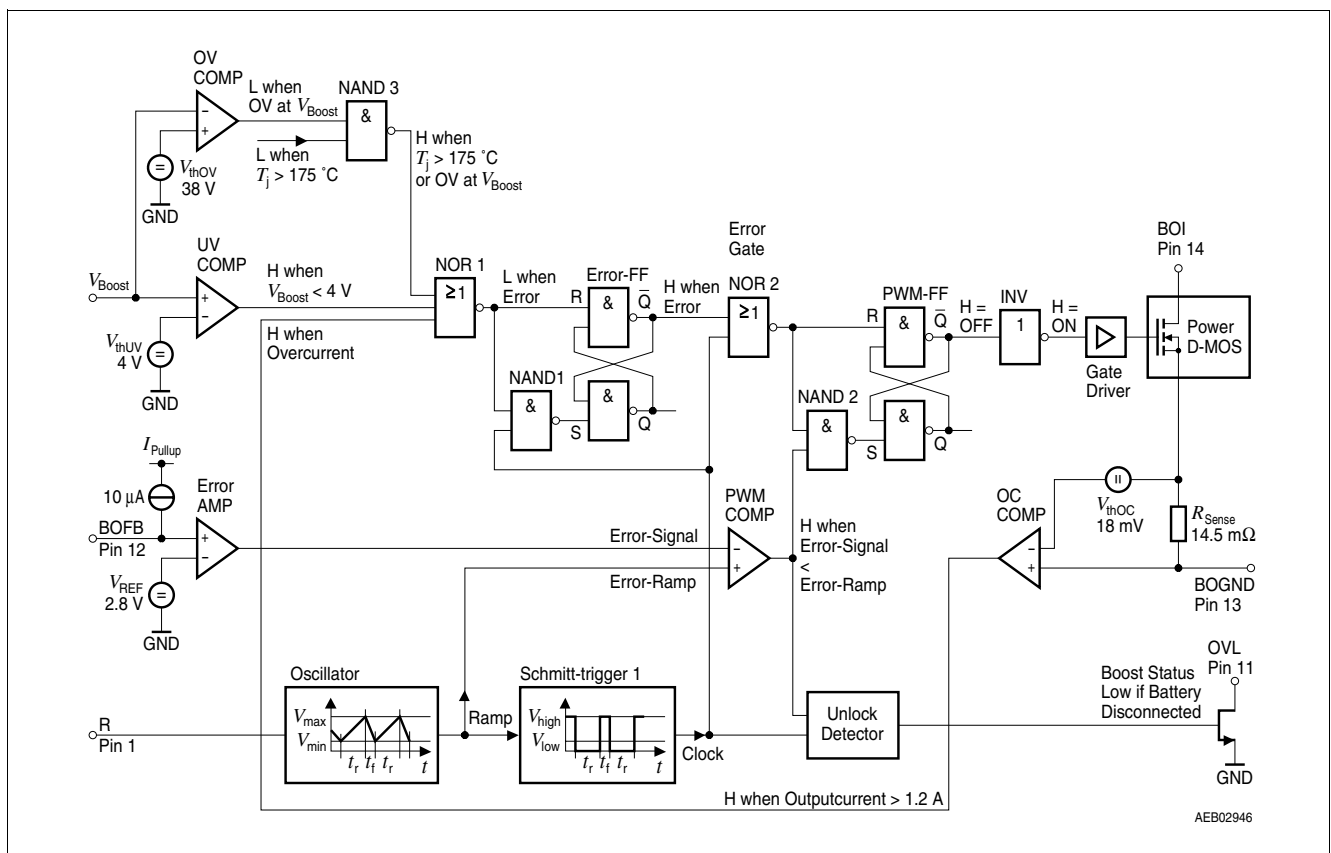 OV
COMP
L when
OV at VBoost
NAND 3
&
−
+
L when
Tj > 175 ˚C
H when
Tj > 175 ˚C
or OV at VBoost
=
VthOV
38 V
GND
UV
COMP
VBoost
+
−
H when
VBoost < 4 V
H when
Overcurrent
VthUV
4 V
=
GND
NOR 1
≥1
L when
Error
Error-FF
R
&
Q̅
H when
Error
NAND1
&
S
&
Q
Error
Gate
NOR 2
≥1
PWM-FF
R
&
Q̅
H =
OFF
INV
1
H =
ON
Gate
Driver
BOI
Pin 14
Power
D-MOS
NAND 2
&
S
&
Q
IPullup
10 µA
BOFB
Pin 12
Error
AMP
+
−
VREF
2.8 V
=
GND
Error-Signal
Error-Ramp
PWM
COMP
−
+
H when
Error-Signal
<
Error-Ramp
OC
COMP
−
+
=
VthOC
18 mV
RSense
14.5 mΩ
BOGND
Pin 13
R
Pin 1
Oscillator
Vmax
Vmin
tr tf tr t
Ramp
Schmitt-trigger 1
Vhigh
Vlow
tr tf tr t
Clock
Unlock
Detector
Boost Status
Low if Battery
Disconnected
OVL
Pin 11
GND
H when Outputcurrent > 1.2 A
AEB02946